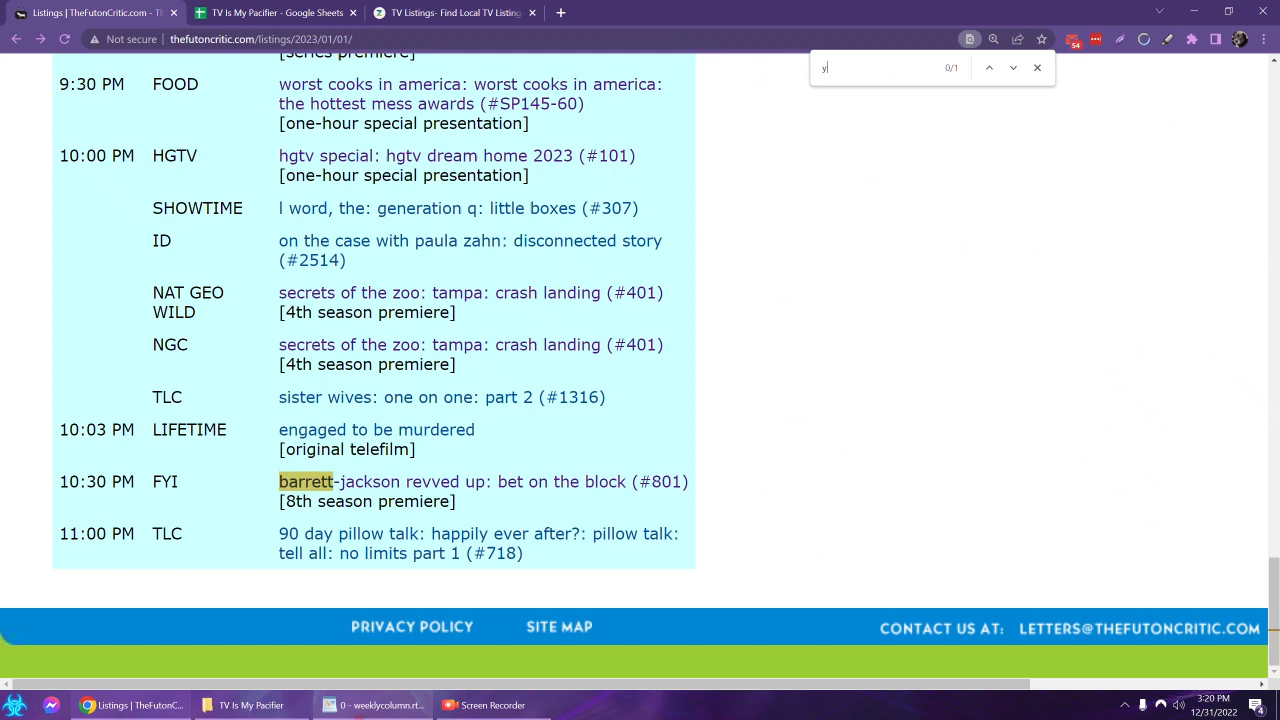 Listings | TheFutonCritic - The
TV Is My Pacifier - Google Sheets
TV Listings- Find Local TV Listing
Not secure | thefutoncritic.com/listings/2023/01/01/
54
y
0/1
[series premiere]
9:30 PM FOOD worst cooks in america: worst cooks in america:
the hottest mess awards (#SP145-60)
[one-hour special presentation]
10:00 PM HGTV hgtv special: hgtv dream home 2023 (#101)
[one-hour special presentation]
SHOWTIME l word, the: generation q: little boxes (#307)
ID on the case with paula zahn: disconnected story
(#2514)
NAT GEO secrets of the zoo: tampa: crash landing (#401)
WILD [4th season premiere]
NGC secrets of the zoo: tampa: crash landing (#401)
[4th season premiere]
TLC sister wives: one on one: part 2 (#1316)
10:03 PM LIFETIME engaged to be murdered
[original telefilm]
10:30 PM FYI barrett-jackson revved up: bet on the block (#801)
[8th season premiere]
11:00 PM TLC 90 day pillow talk: happily ever after?: pillow talk:
tell all: no limits part 1 (#718)
PRIVACY POLICY SITE MAP CONTACT US AT: LETTERS@THEFUTONCRITIC.COM
Listings | TheFutonC... TV Is My Pacifier 0 - weeklycolumn.rt... Screen Recorder
3:20 PM
12/31/2022
4